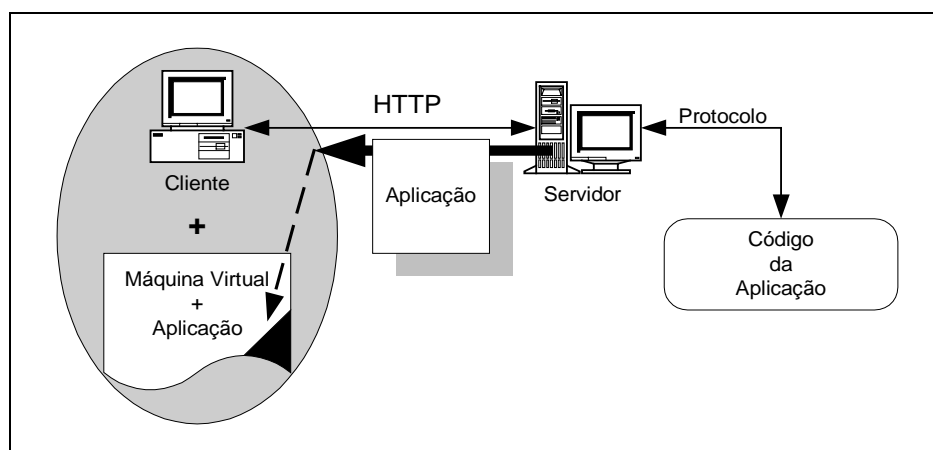 HTTP
Protocolo
Cliente
Aplicação
Servidor
+
Máquina Virtual
+
Aplicação
Código
da
Aplicação